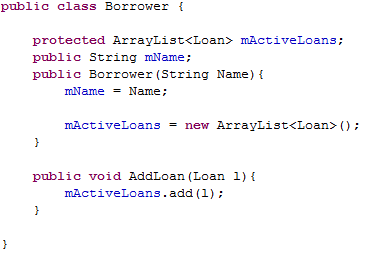 public class Borrower {
protected ArrayList<Loan> mActiveLoans;
public String mName;
public Borrower(String Name){
mName = Name;
mActiveLoans = new ArrayList<Loan>();
}
public void AddLoan(Loan l){
mActiveLoans.add(l);
}
}